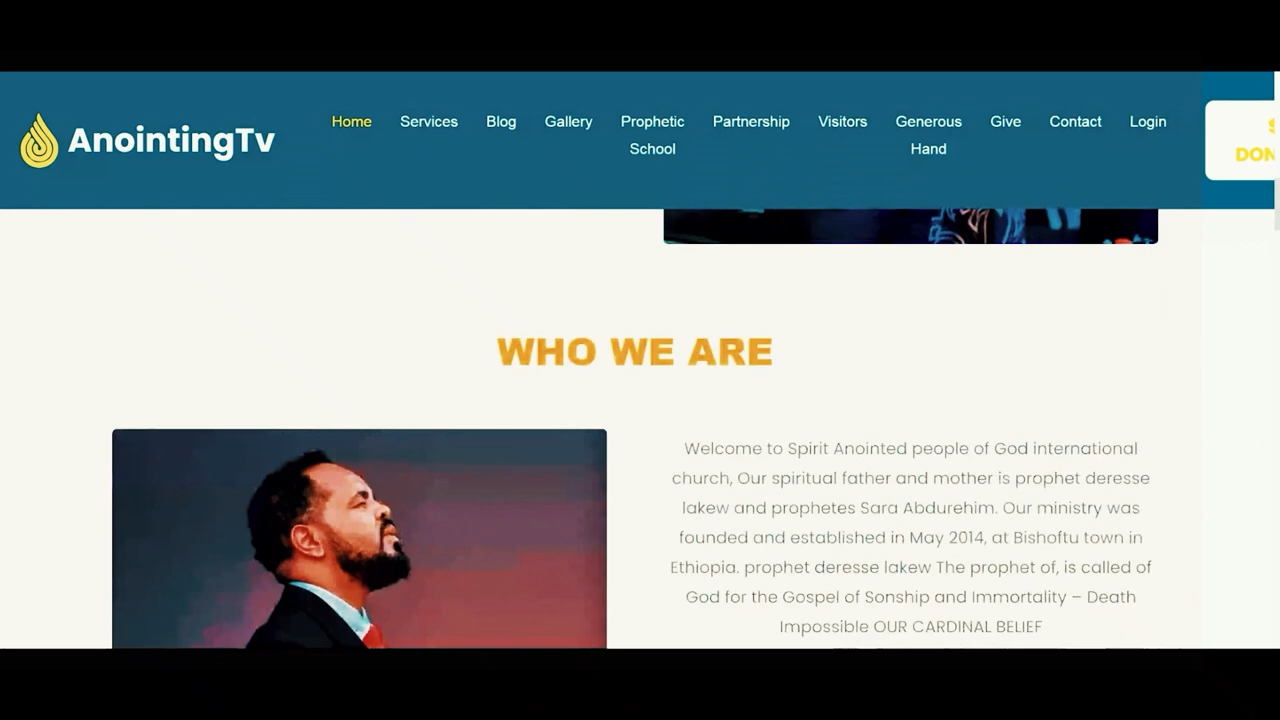 AnointingTv
Home Services Blog Gallery Prophetic School Partnership Visitors Generous Hand Give Contact Login
WHO WE ARE
Welcome to Spirit Anointed people of God international
church, Our spiritual father and mother is prophet deresse
lakew and prophetes Sara Abdurehim. Our ministry was
founded and established in May 2014, at Bishoftu town in
Ethiopia. prophet deresse lakew The prophet of, is called of
God for the Gospel of Sonship and Immortality – Death
Impossible OUR CARDINAL BELIEF